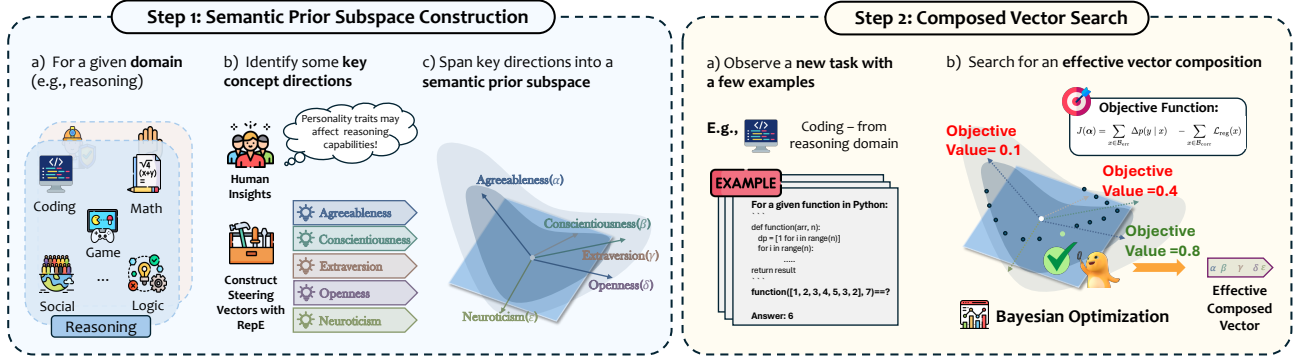 Step 1: Semantic Prior Subspace Construction
a) For a given domain
(e.g., reasoning)
Coding
Math
Game
Social
...
Logic
Reasoning
b) Identify some key
concept directions
Personality traits may
affect reasoning
capabilities!
Human
Insights
Construct
Steering
Vectors with
RepE
Agreeableness
Conscientiousness
Extraversion
Openness
Neuroticism
c) Span key directions into a
semantic prior subspace
Agreeableness(α)
Conscientiousness(β)
Extraversion(γ)
Openness(δ)
Neuroticism(ε)
Step 2: Composed Vector Search
a) Observe a new task with
a few examples
E.g.,
Coding – from
reasoning domain
EXAMPLE
For a given function in Python:
```
def function(arr, n):
dp = [1 for i in range(n)]
for i in range(n):
.....
return result
```
function([1, 2, 3, 4, 5, 3, 2], 7)==?
Answer: 6
b) Search for an effective vector composition
Objective Function:
J(α) = ∑_{x∈B_err} Δp(y | x) − ∑_{x∈B_corr} ℒ_reg(x)
Objective
Value= 0.1
Objective
Value =0.4
Objective
Value =0.8
α β γ δ ε
Effective
Composed
Vector
Bayesian Optimization